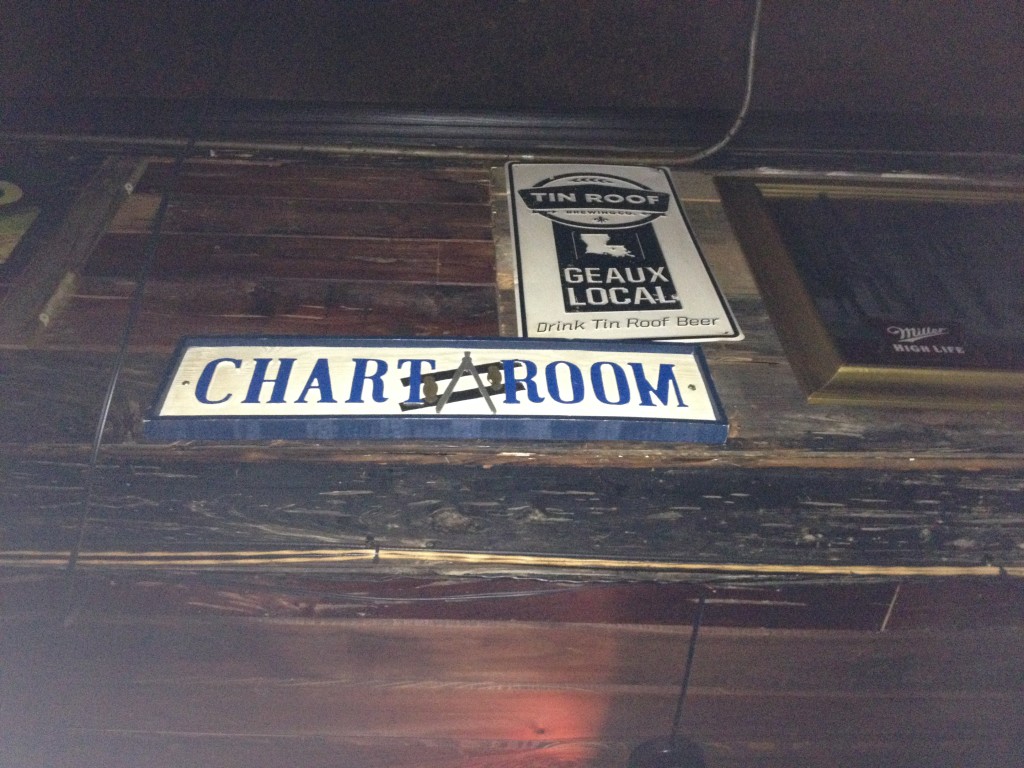 TIN ROOF
BREWING CO.
GEAUX
LOCAL
Drink Tin Roof Beer
CHART ROOM
Miller
HIGH LIFE